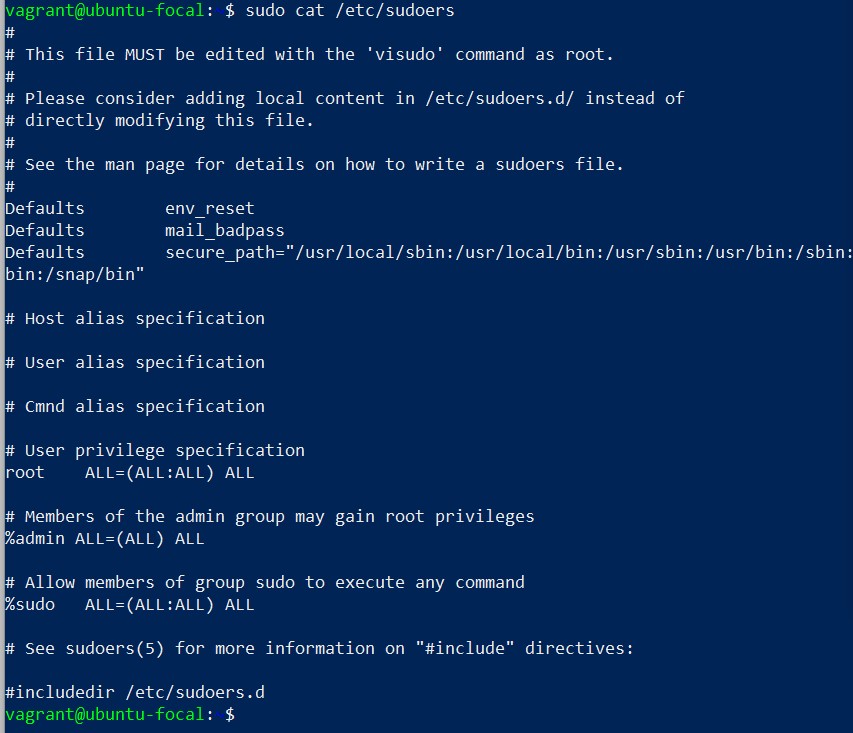 vagrant@ubuntu-focal:~$ sudo cat /etc/sudoers
#
# This file MUST be edited with the 'visudo' command as root.
#
# Please consider adding local content in /etc/sudoers.d/ instead of
# directly modifying this file.
#
# See the man page for details on how to write a sudoers file.
#
Defaults        env_reset
Defaults        mail_badpass
Defaults        secure_path="/usr/local/sbin:/usr/local/bin:/usr/sbin:/usr/bin:/sbin:
bin:/snap/bin"

# Host alias specification

# User alias specification

# Cmnd alias specification

# User privilege specification
root    ALL=(ALL:ALL) ALL

# Members of the admin group may gain root privileges
%admin ALL=(ALL) ALL

# Allow members of group sudo to execute any command
%sudo   ALL=(ALL:ALL) ALL

# See sudoers(5) for more information on "#include" directives:

#includedir /etc/sudoers.d
vagrant@ubuntu-focal:~$